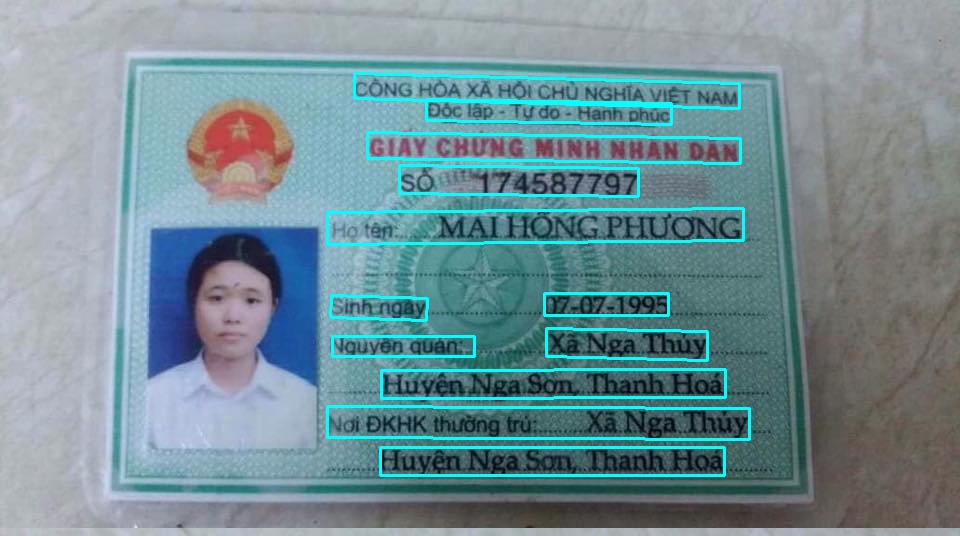 CỘNG HÒA XÃ HỘI CHỦ NGHĨA VIỆT NAM
Độc lập - Tự do - Hạnh phúc
GIẤY CHỨNG MINH NHÂN DÂN
SỐ 174587797
Họ tên: MAI HỒNG PHƯỢNG
Sinh ngày 07-07-1995
Nguyên quán: Xã Nga Thủy
Huyện Nga Sơn, Thanh Hoá
Nơi ĐKHK thường trú: Xã Nga Thủy
Huyện Nga Sơn, Thanh Hoá